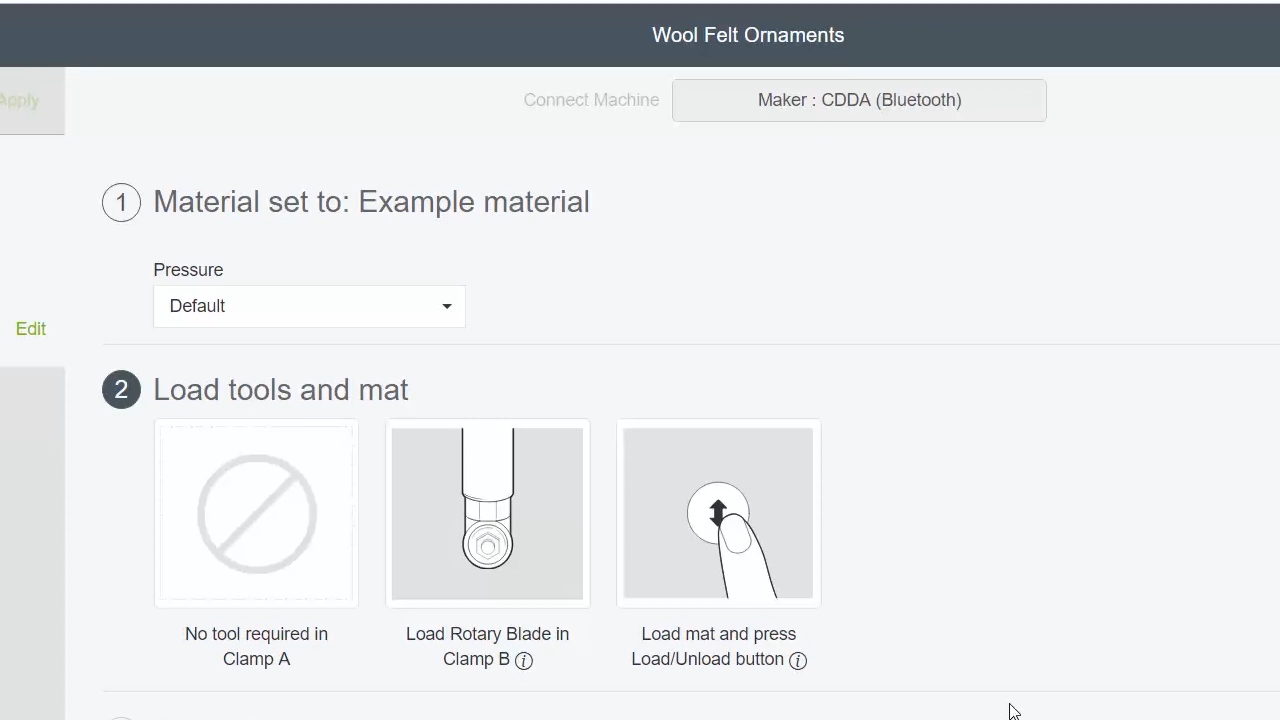 Wool Felt Ornaments
Apply
Connect Machine
Maker : CDDA (Bluetooth)
1 Material set to: Example material
Pressure
Default
Edit
2 Load tools and mat
No tool required in
Clamp A
Load Rotary Blade in
Clamp B i
Load mat and press
Load/Unload button i